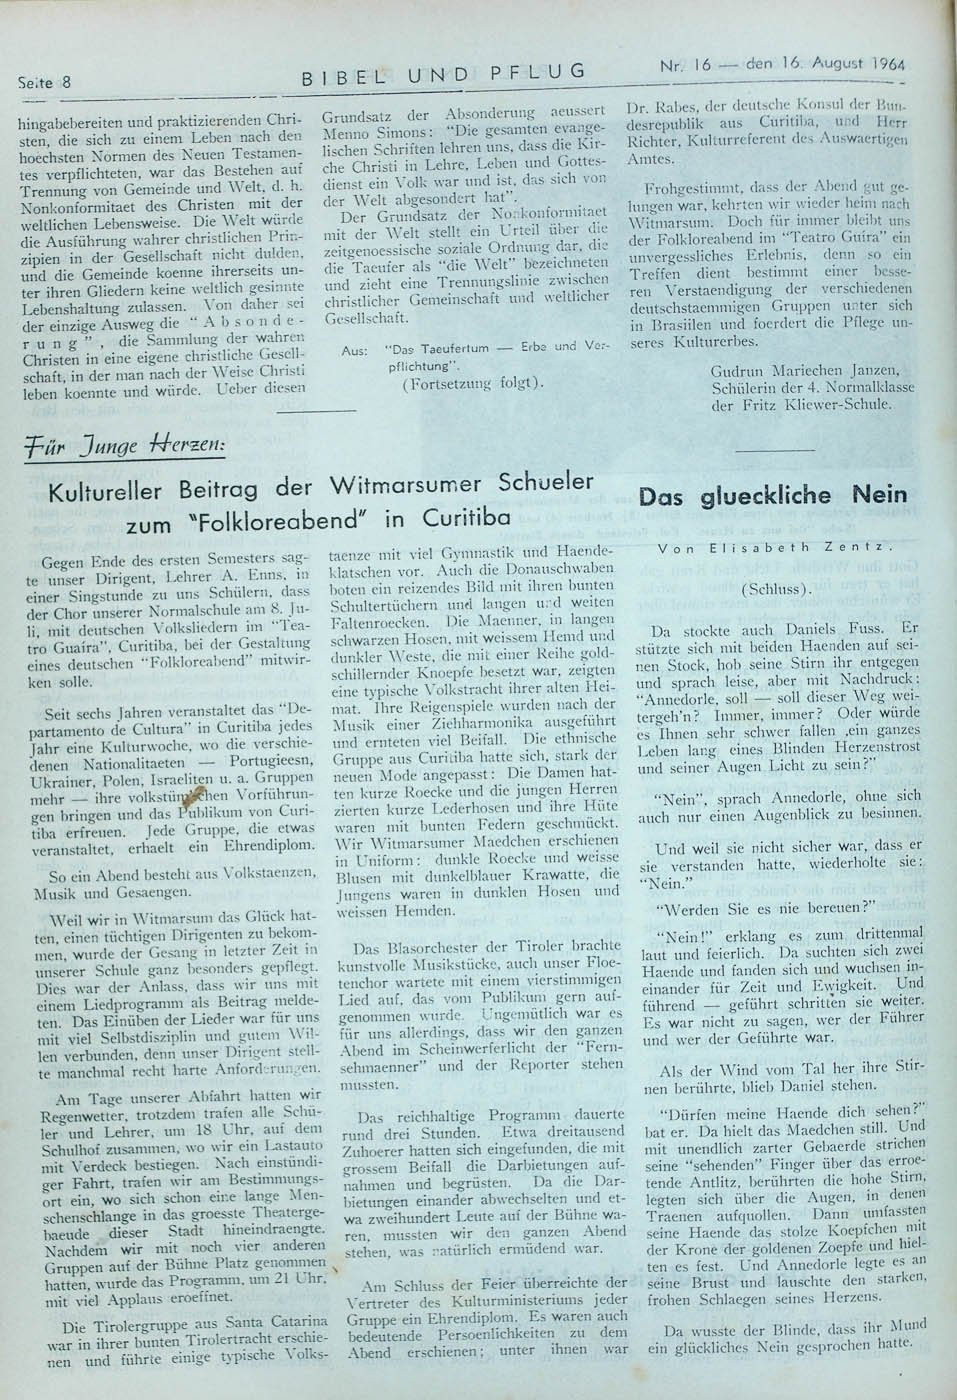 Seite 8
BIBEL UND PFLUG
Nr. 16 — den 16. August 1964
hingabebereiten und praktizierenden Chri-
sten, die sich zu einem Leben nach den
hoechsten Normen des Neuen Testamen-
tes verpflichteten, war das Bestehen auf
Trennung von Gemeinde und Welt, d. h.
Nonkonformitaet des Christen mit der
weltlichen Lebensweise. Die Welt würde
die Ausführung wahrer christlichen Prin-
zipien in der Gesellschaft nicht dulden,
und die Gemeinde koenne ihrerseits un-
ter ihren Gliedern keine weltlich gesinnte
Lebenshaltung zulassen. Von daher sei
der einzige Ausweg die "Absonde-
rung", die Sammlung der wahren
Christen in eine eigene christliche Gesell-
schaft, in der man nach der Weise Christi
leben koennte und würde. Ueber diesen
Grundsatz der Absonderung aeussert
Menno Simons: "Die gesamten evange-
lischen Schriften lehren uns, dass die Kir-
che Christi in Lehre, Leben und Gottes-
dienst ein Volk war und ist, das sich von
der Welt abgesondert hat".
Der Grundsatz der Nonkonformitaet
mit der Welt stellt ein Urteil über die
zeitgenoessische soziale Ordnung dar, die
die Taeufer als "die Welt" bezeichneten
und zieht eine Trennungslinie zwischen
christlicher Gemeinschaft und weltlicher
Gesellschaft.
Aus: "Das Taeufertum — Erbe und Ver-
pflichtung".
(Fortsetzung folgt).
Dr. Rabes, der deutsche Konsul der Bun-
desrepublik aus Curitiba, und Herr
Richter, Kulturreferent des Auswaertigen
Amtes.
Frohgestimmt, dass der Abend gut ge-
lungen war, kehrten wir wieder heim nach
Witmarsum. Doch für immer bleibt uns
der Folkloreabend im "Teatro Guíra" ein
unvergessliches Erlebnis, denn so ein
Treffen dient bestimmt einer besse-
ren Verstaendigung der verschiedenen
deutschstaemmigen Gruppen unter sich
in Brasiilen und foerdert die Pflege un-
seres Kulturerbes.
Gudrun Mariechen Janzen,
Schülerin der 4. Normalklasse
der Fritz Kliewer-Schule.
Für Junge Herzen:
Kultureller Beitrag der Witmarsumer Schueler
zum "Folkloreabend" in Curitiba
Gegen Ende des ersten Semesters sag-
te unser Dirigent, Lehrer A. Enns, in
einer Singstunde zu uns Schülern, dass
der Chor unserer Normalschule am 8. Ju-
li, mit deutschen Volksliedern im "Tea-
tro Guaíra", Curitiba, bei der Gestaltung
eines deutschen "Folkloreabend" mitwir-
ken solle.
Seit sechs Jahren veranstaltet das "De-
partamento de Cultura" in Curitiba jedes
Jahr eine Kulturwoche, wo die verschie-
denen Nationalitaeten — Portugieesn,
Ukrainer, Polen, Israeliten u. a. Gruppen
mehr — ihre volkstümlichen Vorführun-
gen bringen und das Publikum von Curi-
tiba erfreuen. Jede Gruppe, die etwas
veranstaltet, erhaelt ein Ehrendiplom.
So ein Abend besteht aus Volkstaenzen,
Musik und Gesaengen.
Weil wir in Witmarsum das Glück hat-
ten, einen tüchtigen Dirigenten zu bekom-
men, wurde der Gesang in letzter Zeit in
unserer Schule ganz besonders gepflegt.
Dies war der Anlass, dass wir uns mit
einem Liedprogramm als Beitrag melde-
ten. Das Einüben der Lieder war für uns
mit viel Selbstdisziplin und gutem Wil-
len verbunden, denn unser Dirigent stell-
te manchmal recht harte Anforderungen.
Am Tage unserer Abfahrt hatten wir
Regenwetter, trotzdem trafen alle Schü-
ler und Lehrer, um 18 Uhr, auf dem
Schulhof zusammen, wo wir ein Lastauto
mit Verdeck bestiegen. Nach einstündi-
ger Fahrt, trafen wir am Bestimmungs-
ort ein, wo sich schon eine lange Men-
schenschlange in das groesste Theaterge-
baeude dieser Stadt hineindraengte.
Nachdem wir mit noch vier anderen
Gruppen auf der Bühne Platz genommen
hatten, wurde das Programm, um 21 Uhr,
mit viel Applaus eroeffnet.
Die Tirolergruppe aus Santa Catarina
war in ihrer bunten Tirolertracht erschie-
nen und führte einige typische Volks-
taenze mit viel Gymnastik und Haende-
klatschen vor. Auch die Donauschwaben
boten ein reizendes Bild mit ihren bunten
Schultertüchern und langen und weiten
Faltenroecken. Die Maenner, in langen
schwarzen Hosen, mit weissem Hemd und
dunkler Weste, die mit einer Reihe gold-
schillernder Knoepfe besetzt war, zeigten
eine typische Volkstracht ihrer alten Hei-
mat. Ihre Reigenspiele wurden nach der
Musik einer Ziehharmonika ausgeführt
und ernteten viel Beifall. Die ethnische
Gruppe aus Curitiba hatte sich, stark der
neuen Mode angepasst: Die Damen hat-
ten kurze Roecke und die jungen Herren
zierten kurze Lederhosen und ihre Hüte
waren mit bunten Federn geschmückt.
Wir Witmarsumer Maedchen erschienen
in Uniform: dunkle Roecke und weisse
Blusen mit dunkelblauer Krawatte, die
Jungens waren in dunklen Hosen und
weissen Hemden.
Das Blasorchester der Tiroler brachte
kunstvolle Musikstücke, auch unser Floe-
tenchor wartete mit einem vierstimmigen
Lied auf, das vom Publikum gern auf-
genommen wurde. Ungemütlich war es
für uns allerdings, dass wir den ganzen
Abend im Scheinwerferlicht der "Fern-
sehmaenner" und der Reporter stehen
mussten.
Das reichhaltige Programm dauerte
rund drei Stunden. Etwa dreitausend
Zuhoerer hatten sich eingefunden, die mit
grossem Beifall die Darbietungen auf-
nahmen und begrüsten. Da die Dar-
bietungen einander abwechselten und et-
wa zweihundert Leute auf der Bühne wa-
ren, mussten wir den ganzen Abend
stehen, was natürlich ermüdend war.
Am Schluss der Feier überreichte der
Vertreter des Kulturministeriums jeder
Gruppe ein Ehrendiplom. Es waren auch
bedeutende Persoenlichkeiten zu dem
Abend erschienen; unter ihnen war
Das glueckliche Nein
Von Elisabeth Zentz.
(Schluss).
Da stockte auch Daniels Fuss. Er
stützte sich mit beiden Haenden auf sei-
nen Stock, hob seine Stirn ihr entgegen
und sprach leise, aber mit Nachdruck:
"Annedorle, soll — soll dieser Weg wei-
tergeh'n? Immer, immer? Oder würde
es Ihnen sehr schwer fallen ,ein ganzes
Leben lang eines Blinden Herzenstrost
und seiner Augen Licht zu sein?"
"Nein", sprach Annedorle, ohne sich
auch nur einen Augenblick zu besinnen.
Und weil sie nicht sicher war, dass er
sie verstanden hatte, wiederholte sie:
"Nein."
"Werden Sie es nie bereuen?"
"Nein!" erklang es zum drittenmal
laut und feierlich. Da suchten sich zwei
Haende und fanden sich und wuchsen in-
einander für Zeit und Ewigkeit. Und
führend — geführt schritten sie weiter.
Es war nicht zu sagen, wer der Führer
und wer der Geführte war.
Als der Wind vom Tal her ihre Stir-
nen berührte, blieb Daniel stehen.
"Dürfen meine Haende dich sehen?"
bat er. Da hielt das Maedchen still. Und
mit unendlich zarter Gebaerde strichen
seine "sehenden" Finger über das erroe-
tende Antlitz, berührten die hohe Stirn,
legten sich über die Augen, in denen
Traenen aufquollen. Dann umfassten
seine Haende das stolze Koepfchen mit
der Krone der goldenen Zoepfe und hiel-
ten es fest. Und Annedorle legte es an
seine Brust und lauschte den starken,
frohen Schlaegen seines Herzens.
Da wusste der Blinde, dass ihr Mund
ein glückliches Nein gesprochen hatte.